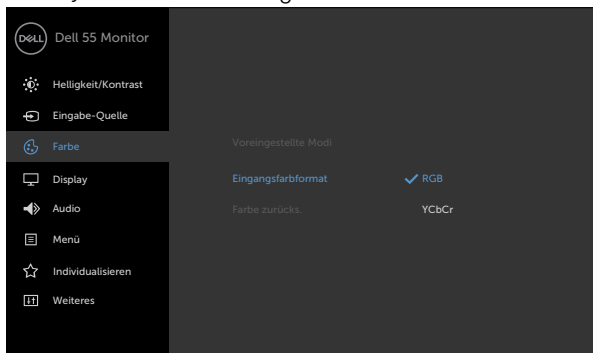 DELL Dell 55 Monitor
Helligkeit/Kontrast
Eingabe-Quelle
Farbe
Voreingestellte Modi
Display
Eingangsfarbformat RGB
Audio
Farbe zurücks. YCbCr
Menü
Individualisieren
Weiteres